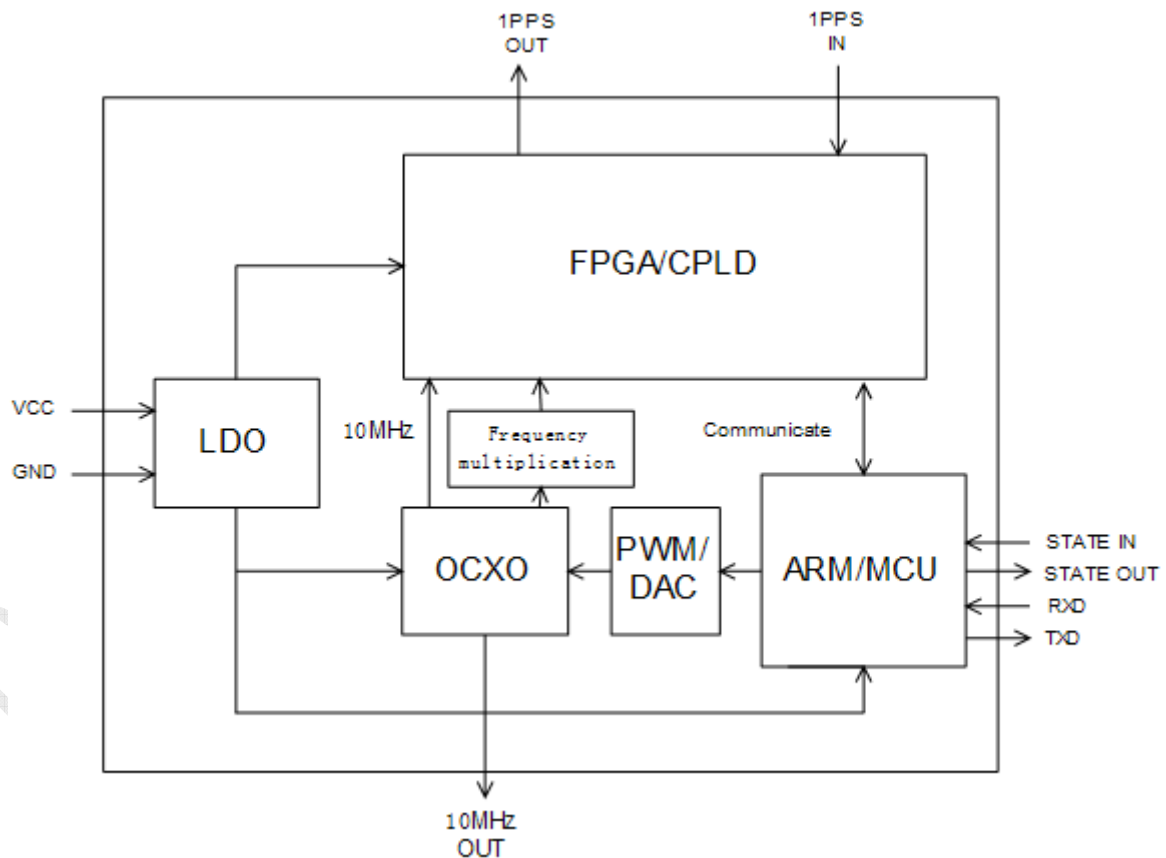 1PPS
OUT
1PPS
IN
FPGA/CPLD
VCC
GND
LDO
10MHz
Frequency
multiplication
Communicate
OCXO
PWM/
DAC
ARM/MCU
STATE IN
STATE OUT
RXD
TXD
10MHz
OUT